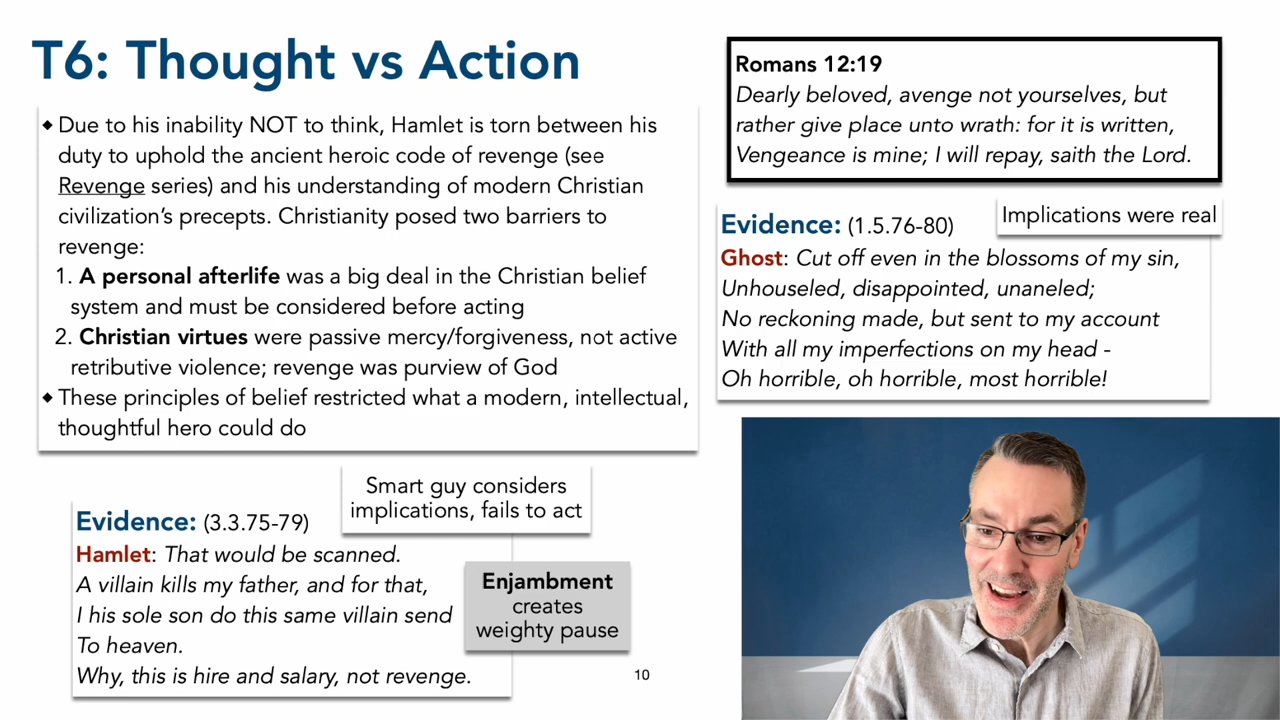 T6: Thought vs Action
◆ Due to his inability NOT to think, Hamlet is torn between his
duty to uphold the ancient heroic code of revenge (see
Revenge series) and his understanding of modern Christian
civilization's precepts. Christianity posed two barriers to
revenge:
1. A personal afterlife was a big deal in the Christian belief
system and must be considered before acting
2. Christian virtues were passive mercy/forgiveness, not active
retributive violence; revenge was purview of God
◆ These principles of belief restricted what a modern, intellectual,
thoughtful hero could do
Smart guy considers
implications, fails to act
Evidence: (3.3.75-79)
Hamlet: That would be scanned.
A villain kills my father, and for that,
I his sole son do this same villain send
To heaven.
Why, this is hire and salary, not revenge.
Enjambment
creates
weighty pause
10
Romans 12:19
Dearly beloved, avenge not yourselves, but
rather give place unto wrath: for it is written,
Vengeance is mine; I will repay, saith the Lord.
Implications were real
Evidence: (1.5.76-80)
Ghost: Cut off even in the blossoms of my sin,
Unhouseled, disappointed, unaneled;
No reckoning made, but sent to my account
With all my imperfections on my head -
Oh horrible, oh horrible, most horrible!